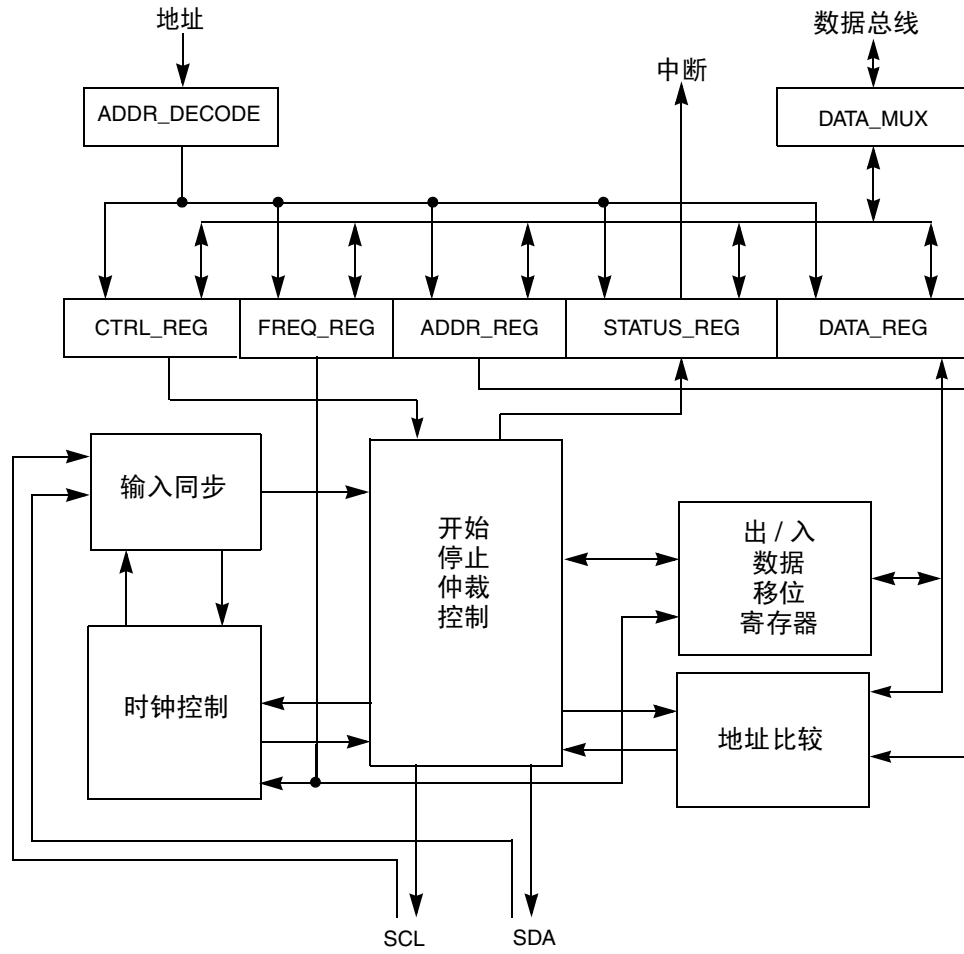 地址
数据总线
中断
ADDR_DECODE
DATA_MUX
CTRL_REG
FREQ_REG
ADDR_REG
STATUS_REG
DATA_REG
输入同步
开始
停止
仲裁
控制
出 / 入
数据
移位
寄存器
时钟控制
地址比较
SCL
SDA